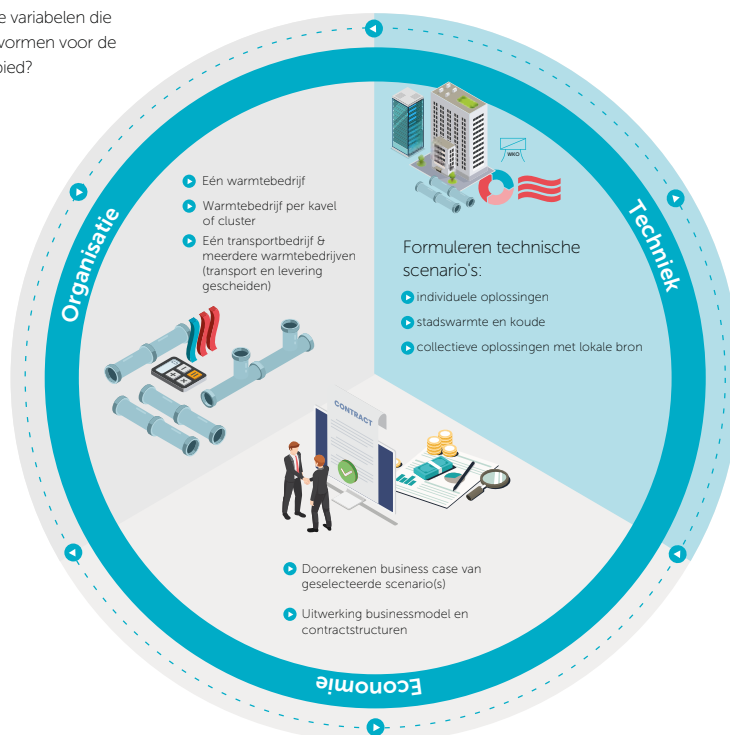 e variabelen die
vormen voor de
bied?
Eén warmtebedrijf
Warmtebedrijf per kavel
of cluster
Eén transportbedrijf &
meerdere warmtebedrijven
(transport en levering
gescheiden)
Organisatie
WKO
Techniek
Formuleren technische
scenario's:
individuele oplossingen
stadswarmte en koude
collectieve oplossingen met lokale bron
CONTRACT
Doorrekenen business case van
geselecteerde scenario(s)
Uitwerking businessmodel en
contractstructuren
Economie